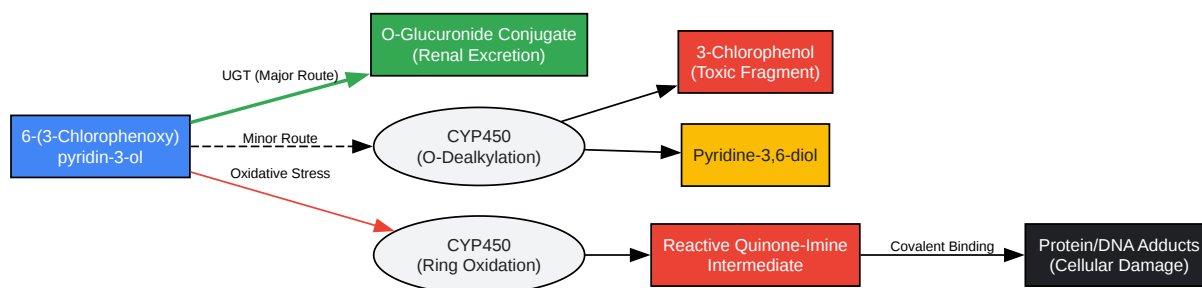 6-(3-Chlorophenoxy)
pyridin-3-ol
UGT (Major Route)
O-Glucuronide Conjugate
(Renal Excretion)
Minor Route
CYP450
(O-Dealkylation)
3-Chlorophenol
(Toxic Fragment)
Pyridine-3,6-diol
Oxidative Stress
CYP450
(Ring Oxidation)
Reactive Quinone-Imine
Intermediate
Covalent Binding
Protein/DNA Adducts
(Cellular Damage)